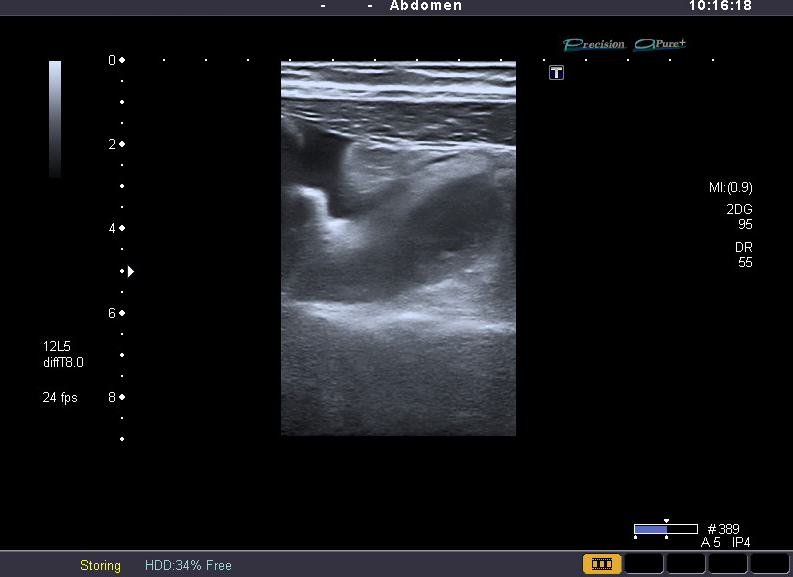 - - Abdomen 10:16:18
Precision APure+
T
0
2
4
6
8
MI:(0.9)
2DG
95
DR
55
12L5
diffT8.0
24 fps
#389
A 5 IP4
Storing HDD:34% Free